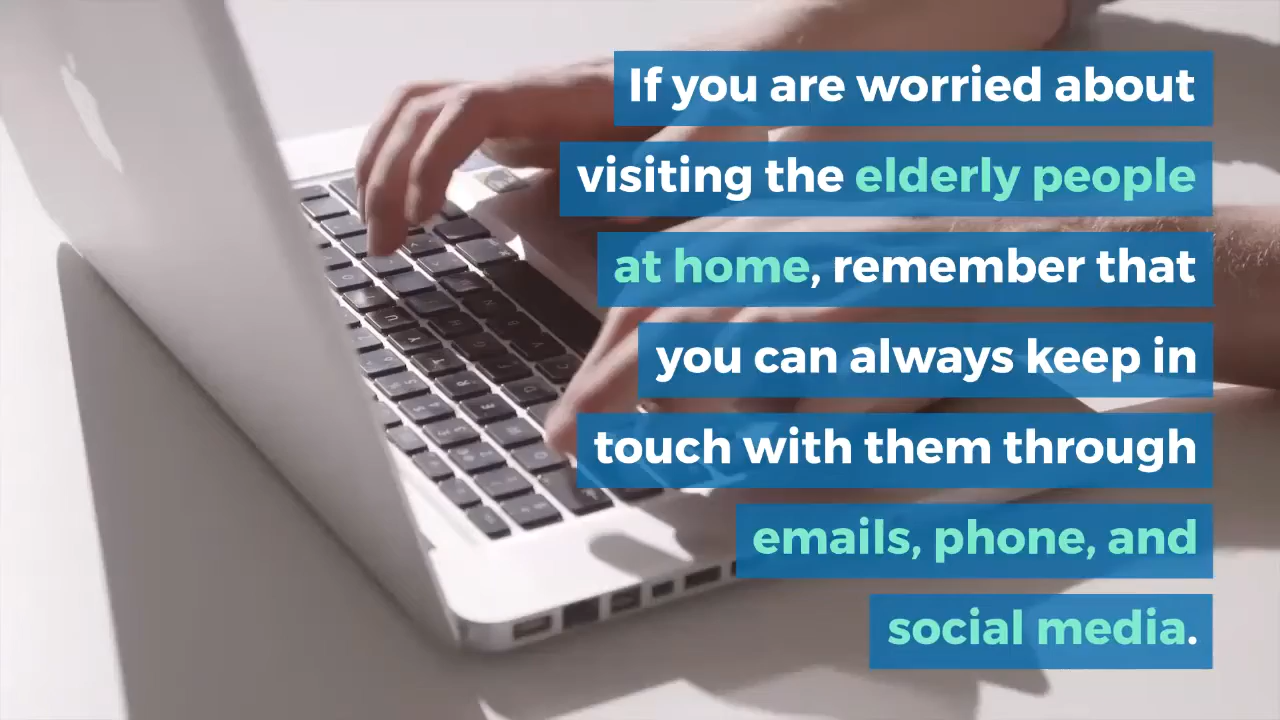 If you are worried about
visiting the elderly people
at home, remember that
you can always keep in
touch with them through
emails, phone, and
social media.